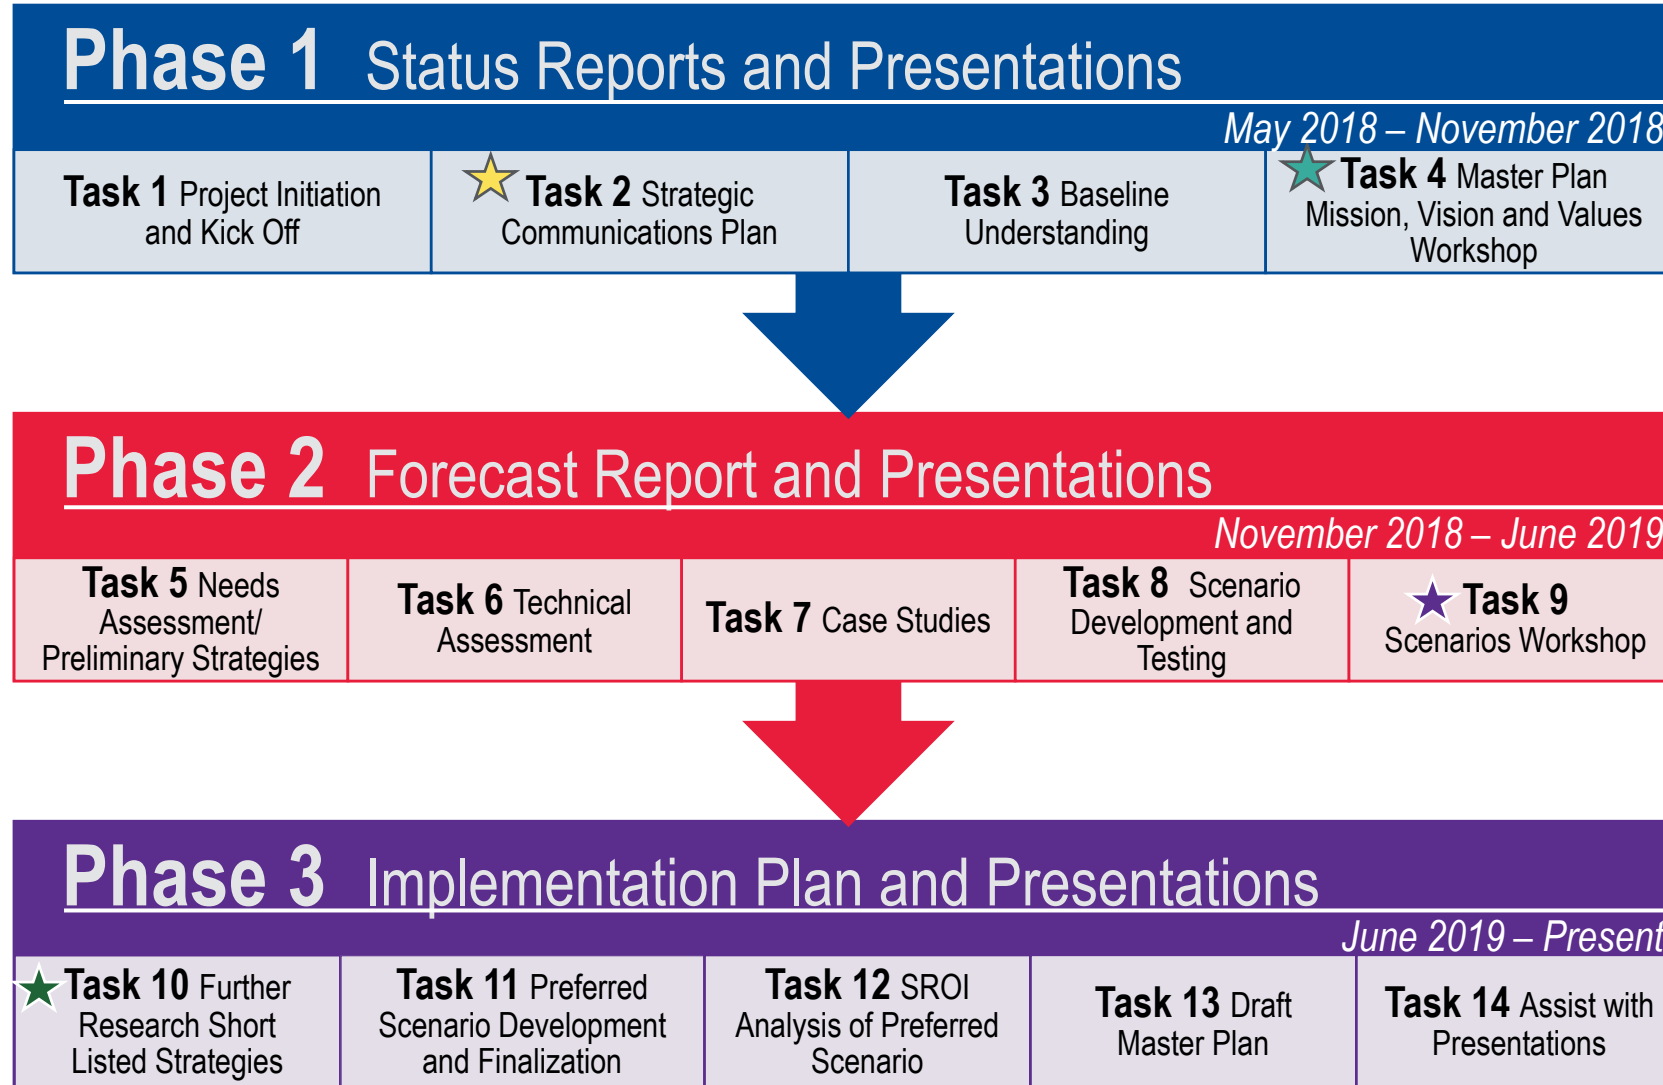 Phase 1 Status Reports and Presentations
May 2018 – November 2018
Task 1 Project Initiation
and Kick Off
Task 2 Strategic
Communications Plan
Task 3 Baseline
Understanding
Task 4 Master Plan
Mission, Vision and Values
Workshop
Phase 2 Forecast Report and Presentations
November 2018 – June 2019
Task 5 Needs
Assessment/
Preliminary Strategies
Task 6 Technical
Assessment
Task 7 Case Studies
Task 8 Scenario
Development and
Testing
Task 9
Scenarios Workshop
Phase 3 Implementation Plan and Presentations
June 2019 – Present
Task 10 Further
Research Short
Listed Strategies
Task 11 Preferred
Scenario Development
and Finalization
Task 12 SROI
Analysis of Preferred
Scenario
Task 13 Draft
Master Plan
Task 14 Assist with
Presentations